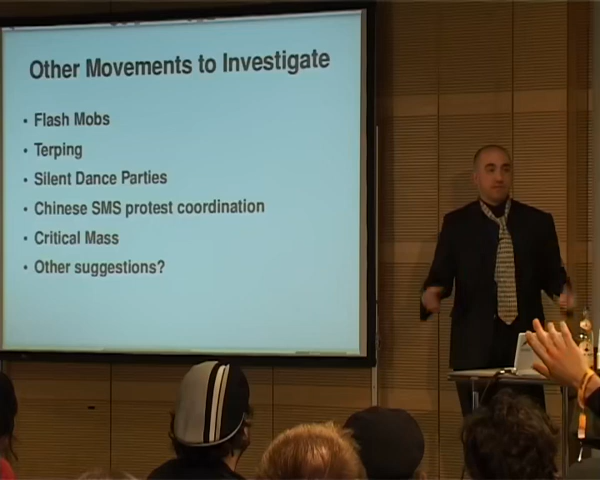 Other Movements to Investigate
• Flash Mobs
• Terping
• Silent Dance Parties
• Chinese SMS protest coordination
• Critical Mass
• Other suggestions?